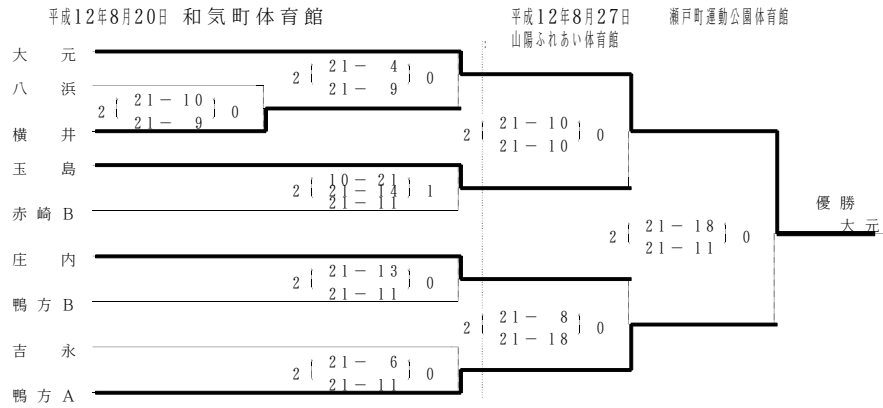 平成12年8月20日 和気町体育館
平成12年8月27日 瀬戸町運動公園体育館
山陽ふれあい体育館
大元
八浜
横井
玉島
赤崎B
庄内
鴨方B
吉永
鴨方A
2 21- 4 0
21- 9
2 21-10 0
21- 9
10-21
2 21-14 1
21-11
2 21-13 0
21-11
2 21- 6 0
21-11
2 21-10 0
21-10
2 21- 8 0
21-18
2 21-18 0
21-11
優勝
大元